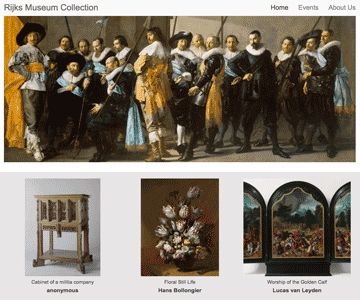 Rijks Museum Collection
Home Events About Us
Cabinet of a militia company
anonymous
Floral Still Life
Hans Bollongier
Worship of the Golden Calf
Lucas van Leyden